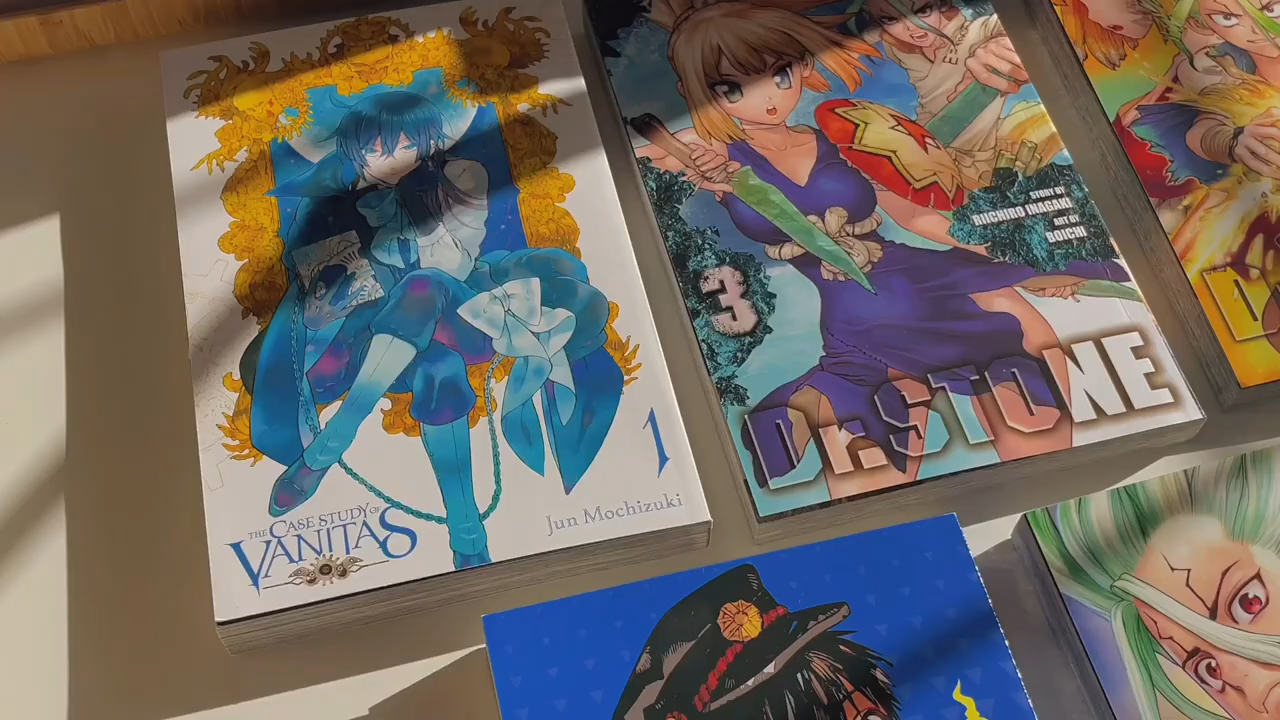 THE CASE STUDY OF
VANITAS
1
Jun Mochizuki
3
STORY BY
RIICHIRO INAGAKI
ART BY
BOICHI
Dr.STONE
D